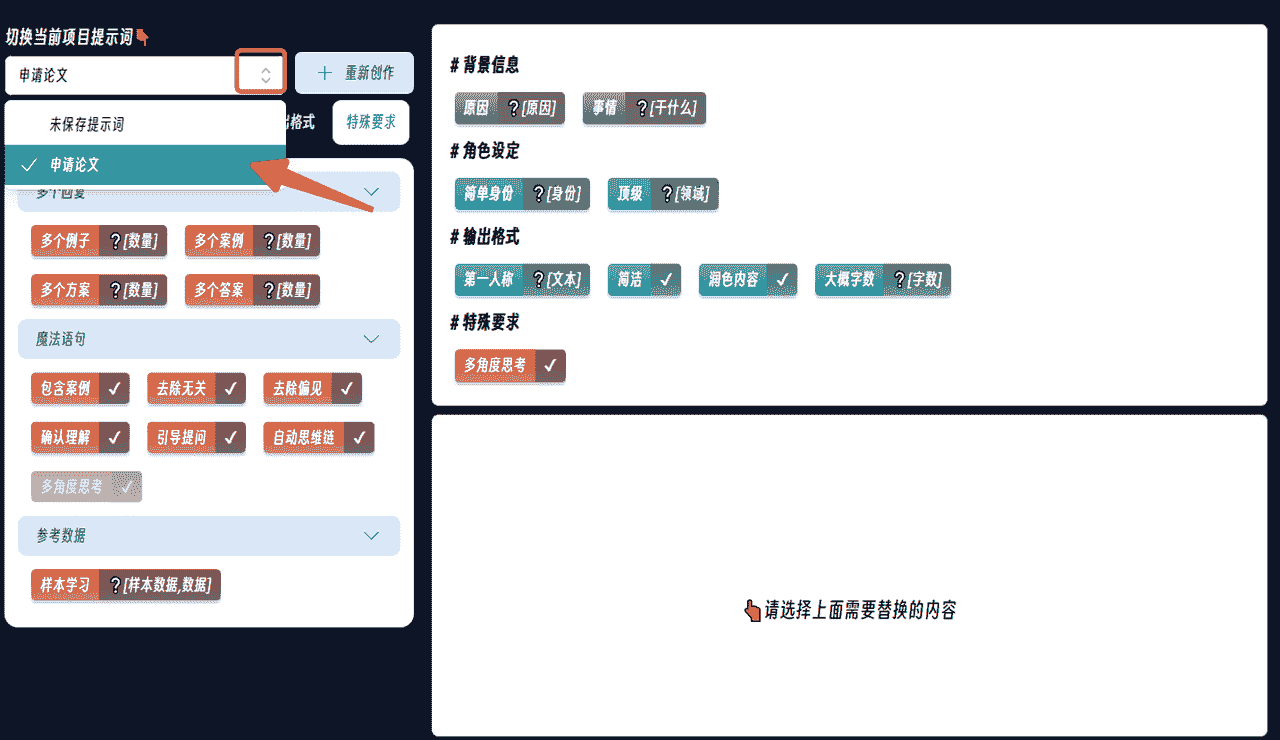 切换当前项目提示词
申请论文
+ 重新创作
未保存提示词
出格式
特殊要求
申请论文
多个回复
多个例子 ?[数量]
多个案例 ?[数量]
多个方案 ?[数量]
多个答案 ?[数量]
魔法语句
包含案例
去除无关
去除偏见
确认理解
引导提问
自动思维链
多角度思考
参考数据
样本学习 ?[样本数据,数据]
# 背景信息
原因 ?[原因]
事情 ?[干什么]
# 角色设定
简单身份 ?[身份]
顶级 ?[领域]
# 输出格式
第一人称 ?[文本]
简洁
润色内容
大概字数 ?[字数]
# 特殊要求
多角度思考
请选择上面需要替换的内容